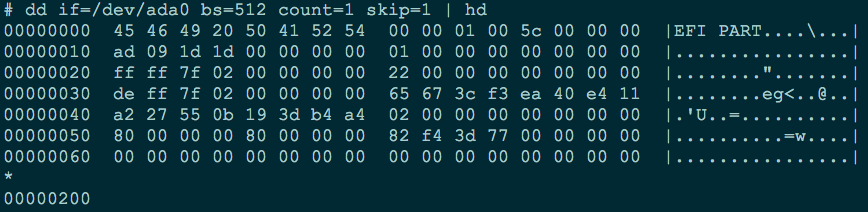 # dd if=/dev/ada0 bs=512 count=1 skip=1 | hd
00000000  45 46 49 20 50 41 52 54  00 00 01 00 5c 00 00 00  |EFI PART....\...|
00000010  ad 09 1d 1d 00 00 00 00  01 00 00 00 00 00 00 00  |................|
00000020  ff ff 7f 02 00 00 00 00  22 00 00 00 00 00 00 00  |........".......|
00000030  de ff 7f 02 00 00 00 00  65 67 3c f3 ea 40 e4 11  |........eg<..@..|
00000040  a2 27 55 0b 19 3d b4 a4  02 00 00 00 00 00 00 00  |.'U..=..........|
00000050  80 00 00 00 80 00 00 00  82 f4 3d 77 00 00 00 00  |..........=w....|
00000060  00 00 00 00 00 00 00 00  00 00 00 00 00 00 00 00  |................|
*
00000200